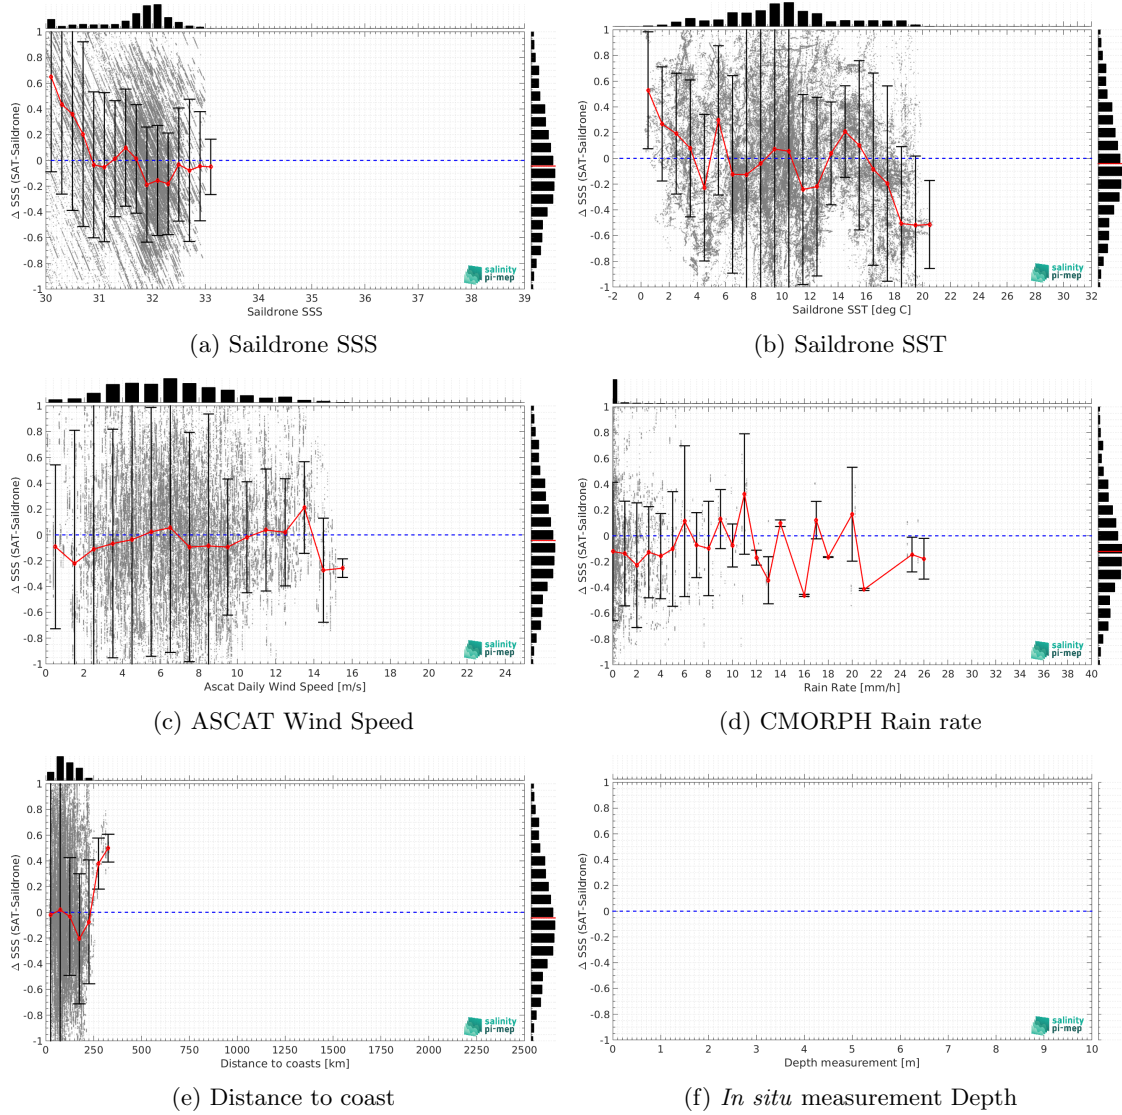 1
0.8
0.6
0.4
0.2
0
-0.2
-0.4
-0.6
-0.8
-1
Δ SSS (SAT-Saildrone)
30 31 32 33 34 35 36 37 38 39
Saildrone SSS
salinity
pi-mep
(a) Saildrone SSS
1
0.8
0.6
0.4
0.2
0
-0.2
-0.4
-0.6
-0.8
-1
Δ SSS (SAT-Saildrone)
-2 0 2 4 6 8 10 12 14 16 18 20 22 24 26 28 30 32
Saildrone SST [deg C]
salinity
pi-mep
(b) Saildrone SST
1
0.8
0.6
0.4
0.2
0
-0.2
-0.4
-0.6
-0.8
-1
Δ SSS (SAT-Saildrone)
0 2 4 6 8 10 12 14 16 18 20 22 24
Ascat Daily Wind Speed [m/s]
salinity
pi-mep
(c) ASCAT Wind Speed
1
0.8
0.6
0.4
0.2
0
-0.2
-0.4
-0.6
-0.8
-1
Δ SSS (SAT-Saildrone)
0 2 4 6 8 10 12 14 16 18 20 22 24 26 28 30 32 34 36 38 40
Rain Rate [mm/h]
salinity
pi-mep
(d) CMORPH Rain rate
1
0.8
0.6
0.4
0.2
0
-0.2
-0.4
-0.6
-0.8
-1
Δ SSS (SAT-Saildrone)
0 250 500 750 1000 1250 1500 1750 2000 2250 2500
Distance to coasts [km]
salinity
pi-mep
(e) Distance to coast
1
0.8
0.6
0.4
0.2
0
-0.2
-0.4
-0.6
-0.8
-1
Δ SSS (SAT-Saildrone)
0 1 2 3 4 5 6 7 8 9 10
Depth measurement [m]
salinity
pi-mep
(f) In situ measurement Depth